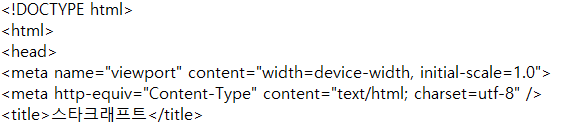 <!DOCTYPE html>
<html>
<head>
<meta name="viewport" content="width=device-width, initial-scale=1.0">
<meta http-equiv="Content-Type" content="text/html; charset=utf-8" />
<title>스타크래프트</title>